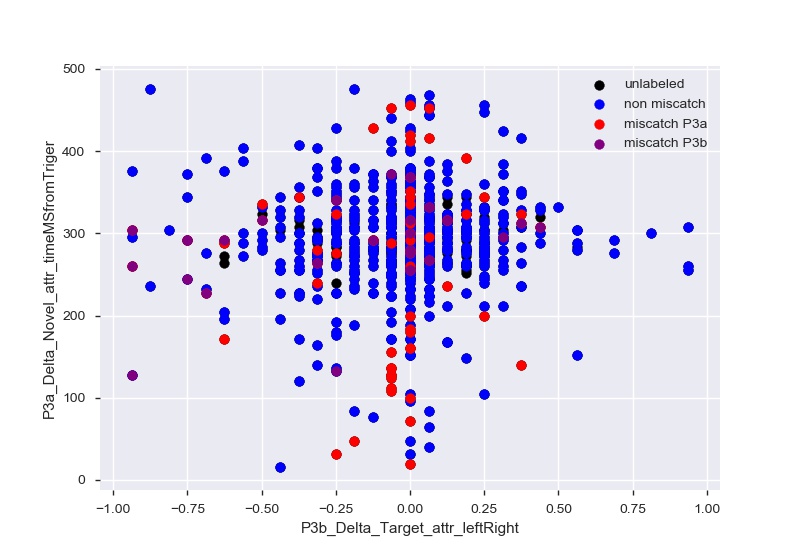 500
400
300
200
100
0
P3a_Delta_Novel_attr_timeMSfromTriger
unlabeled
non miscatch
miscatch P3a
miscatch P3b
−1.00 −0.75 −0.50 −0.25 0.00 0.25 0.50 0.75 1.00
P3b_Delta_Target_attr_leftRight